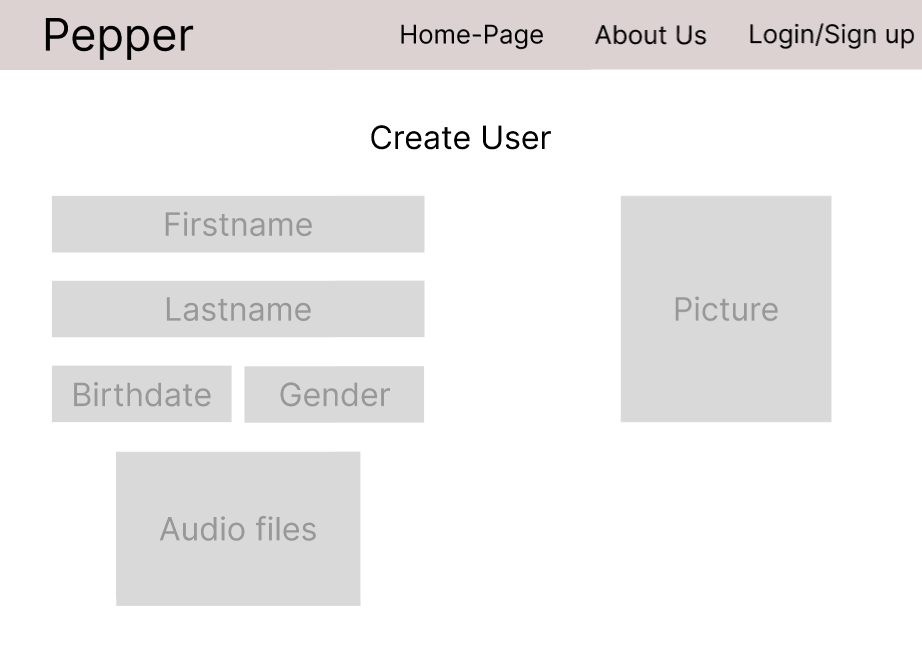 Pepper Home-Page About Us Login/Sign up
Create User
Firstname
Lastname
Birthdate Gender
Picture
Audio files